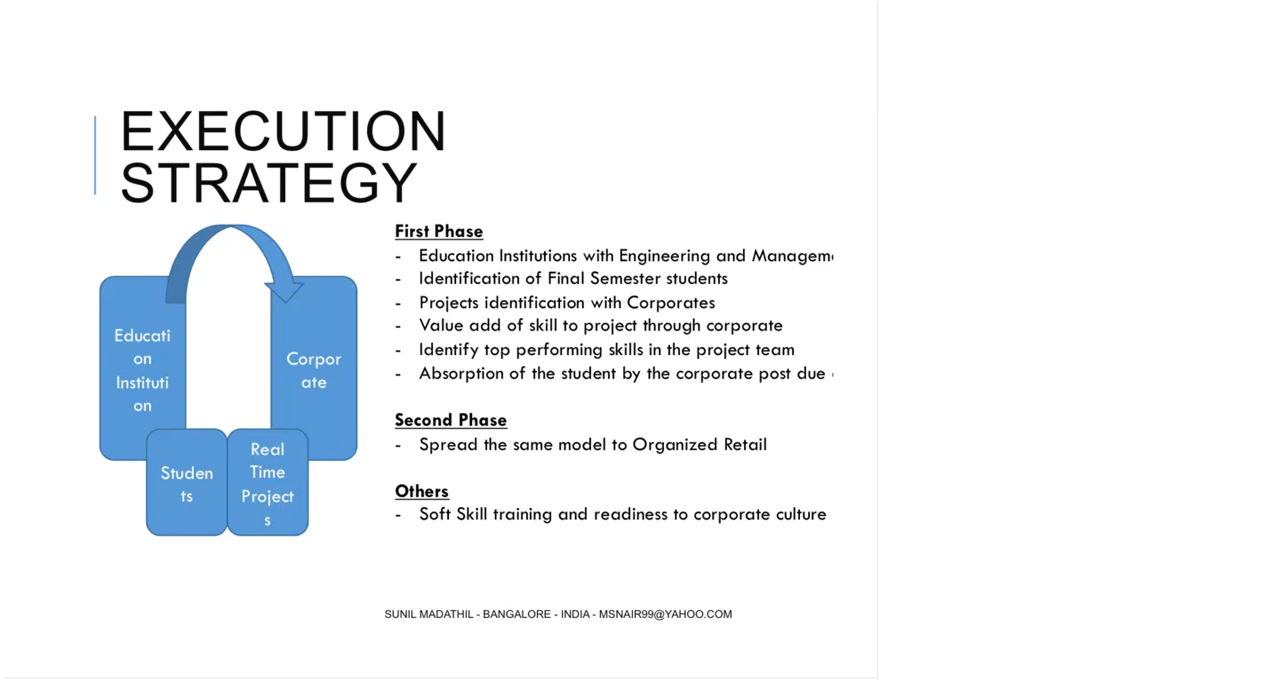 EXECUTION
STRATEGY
Educati
on
Instituti
on
Corpor
ate
Studen
ts
Real
Time
Project
s
First Phase
- Education Institutions with Engineering and Managem
- Identification of Final Semester students
- Projects identification with Corporates
- Value add of skill to project through corporate
- Identify top performing skills in the project team
- Absorption of the student by the corporate post due
Second Phase
- Spread the same model to Organized Retail
Others
- Soft Skill training and readiness to corporate culture
SUNIL MADATHIL - BANGALORE - INDIA - MSNAIR99@YAHOO.COM